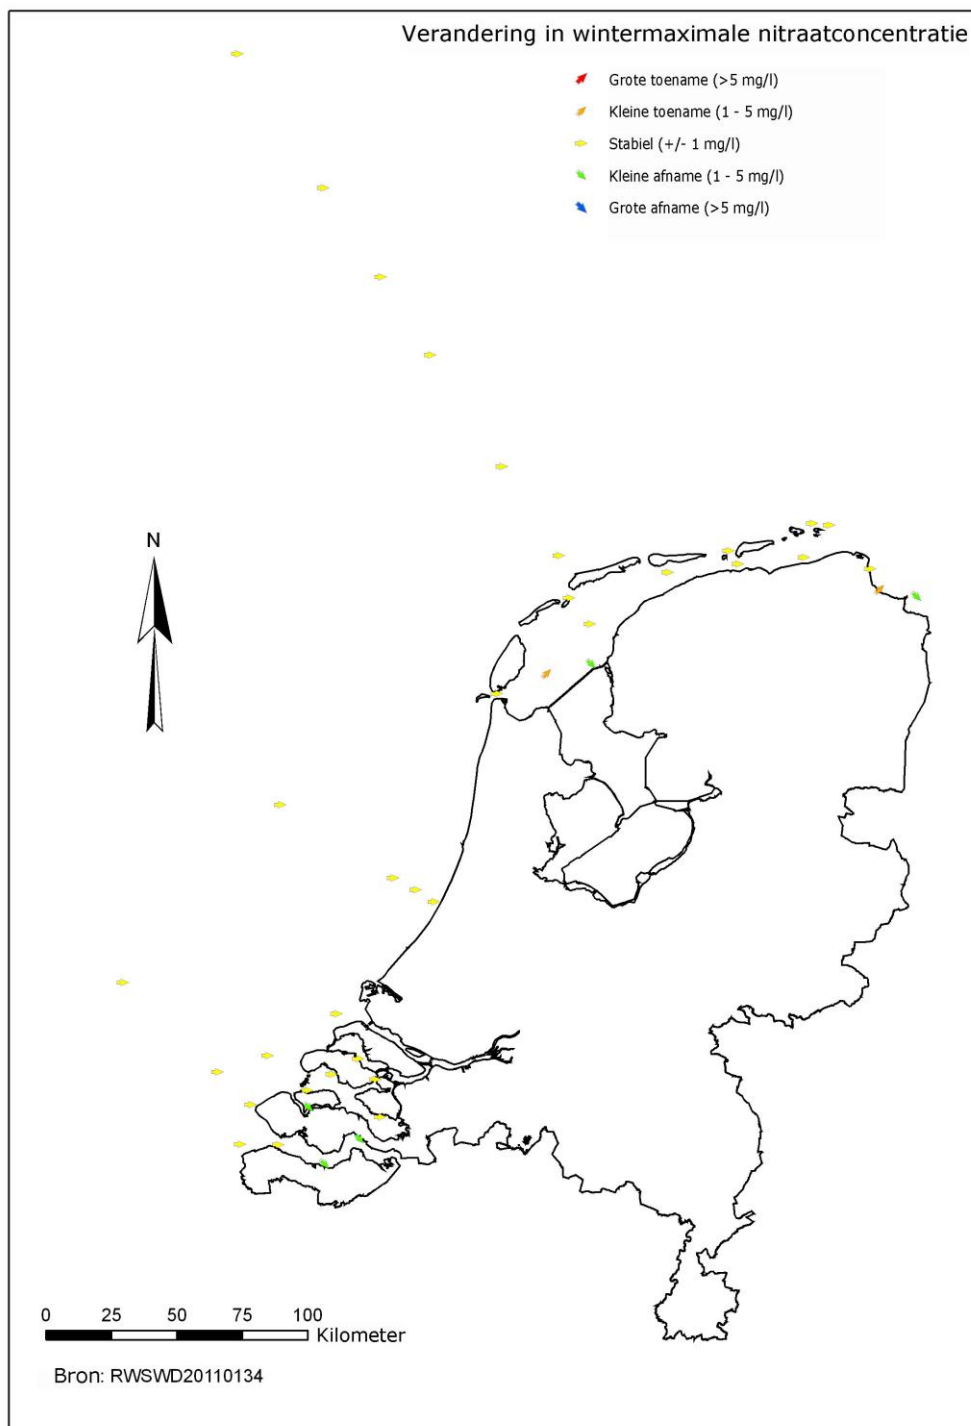 Verandering in wintermaximale nitraatconcentratie
Grote toename (>5 mg/l)
Kleine toename (1 - 5 mg/l)
Stabiel (+/- 1 mg/l)
Kleine afname (1 - 5 mg/l)
Grote afname (>5 mg/l)
N
0 25 50 75 100
Kilometer
Bron: RWSWD20110134